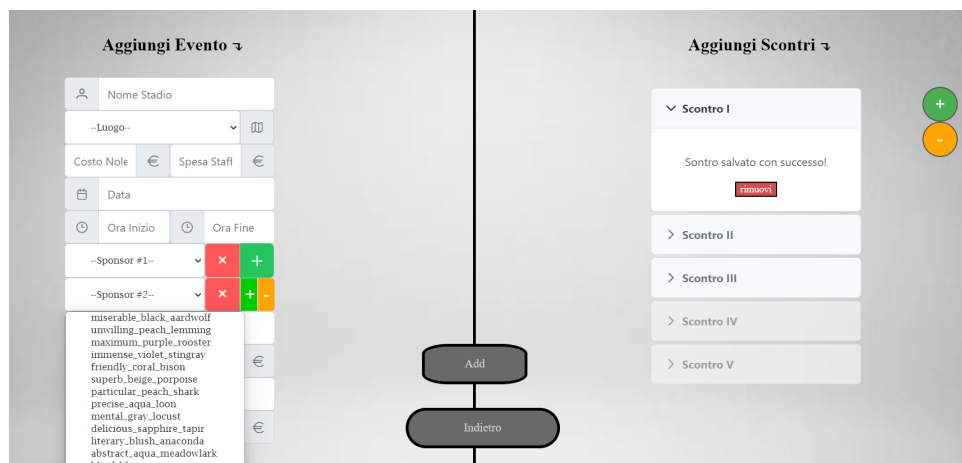 Aggiungi Evento ↴
Nome Stadio
--Luogo--
Costo Nole € Spesa Staff €
Data
Ora Inizio Ora Fine
--Sponsor #1-- × +
--Sponsor #2-- × + -
miserable_black_aardwolf
unwilling_peach_lemming
maximum_purple_rooster
immense_violet_stingray
friendly_coral_bison
superb_beige_porpoise
particular_peach_shark
precise_aqua_loon
mental_gray_locust
delicious_sapphire_tapir
literary_blush_anaconda
abstract_aqua_meadowlark
€
€
Add
Indietro
Aggiungi Scontri ↴
Scontro I
Sontro salvato con successo!
rimuovi
Scontro II
Scontro III
Scontro IV
Scontro V
+
-